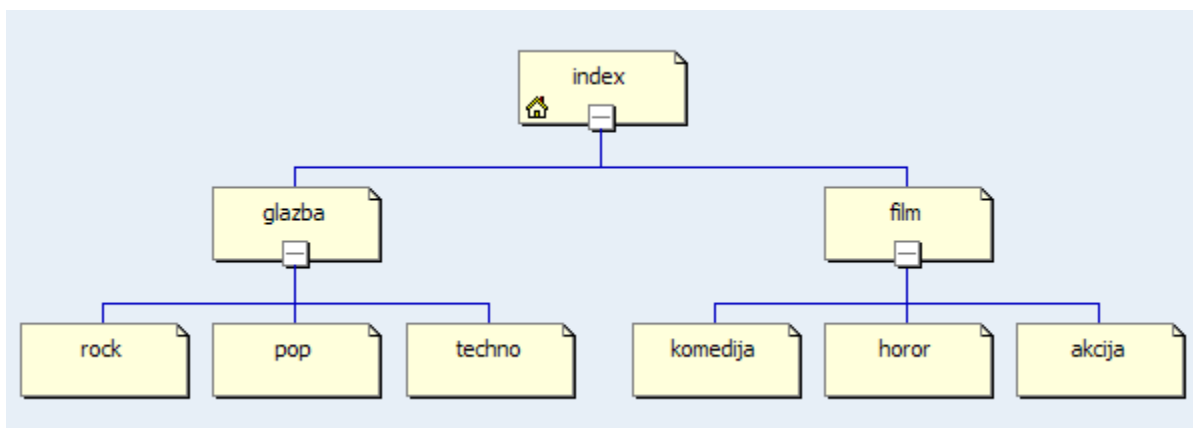 index
glazba
film
rock
pop
techno
komedija
horor
akcija